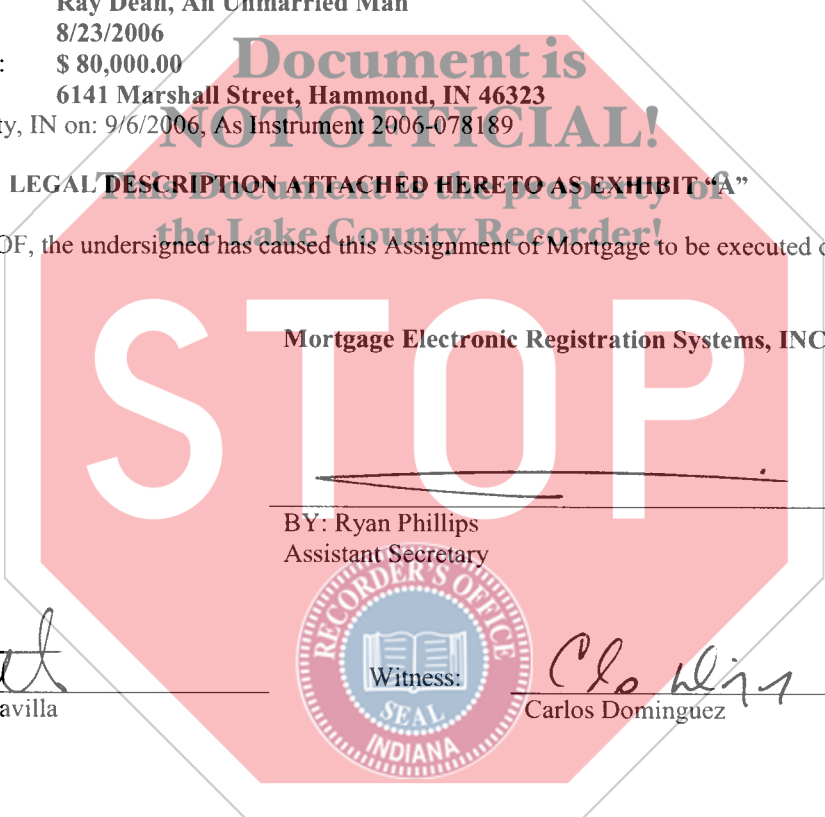 Ray Dean, An Unmarried Man
8/23/2006
: $ 80,000.00
6141 Marshall Street, Hammond, IN 46323
ty, IN on: 9/6/2006, As Instrument 2006-078189
Document is
NOT OFFICIAL!
This Document is the property of
the Lake County Recorder!
LEGAL DESCRIPTION ATTACHED HERETO AS EXHIBIT “A”
OF, the undersigned has caused this Assignment of Mortgage to be executed
STOP
Mortgage Electronic Registration Systems, INC
BY: Ryan Phillips
Assistant Secretary
RECORDER'S OFFICE
SEAL
INDIANA
Witness:
avilla
Carlos Dominguez